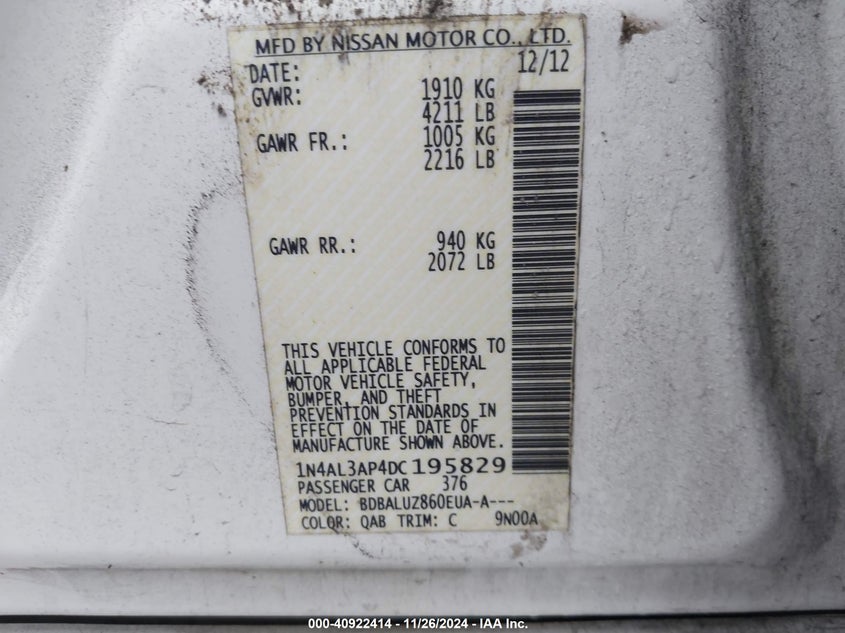 MFD BY NISSAN MOTOR CO., LTD.
DATE: 12/12
GVWR: 1910 KG
4211 LB
GAWR FR.: 1005 KG
2216 LB
GAWR RR.: 940 KG
2072 LB
THIS VEHICLE CONFORMS TO
ALL APPLICABLE FEDERAL
MOTOR VEHICLE SAFETY,
BUMPER, AND THEFT
PREVENTION STANDARDS IN
EFFECT ON THE DATE OF
MANUFACTURE SHOWN ABOVE.
1N4AL3AP4DC195829
PASSENGER CAR 376
MODEL: BDBALUZ860EUA-A---
COLOR: QAB TRIM: C 9N00A
000-40922414 - 11/26/2024 - IAA Inc.